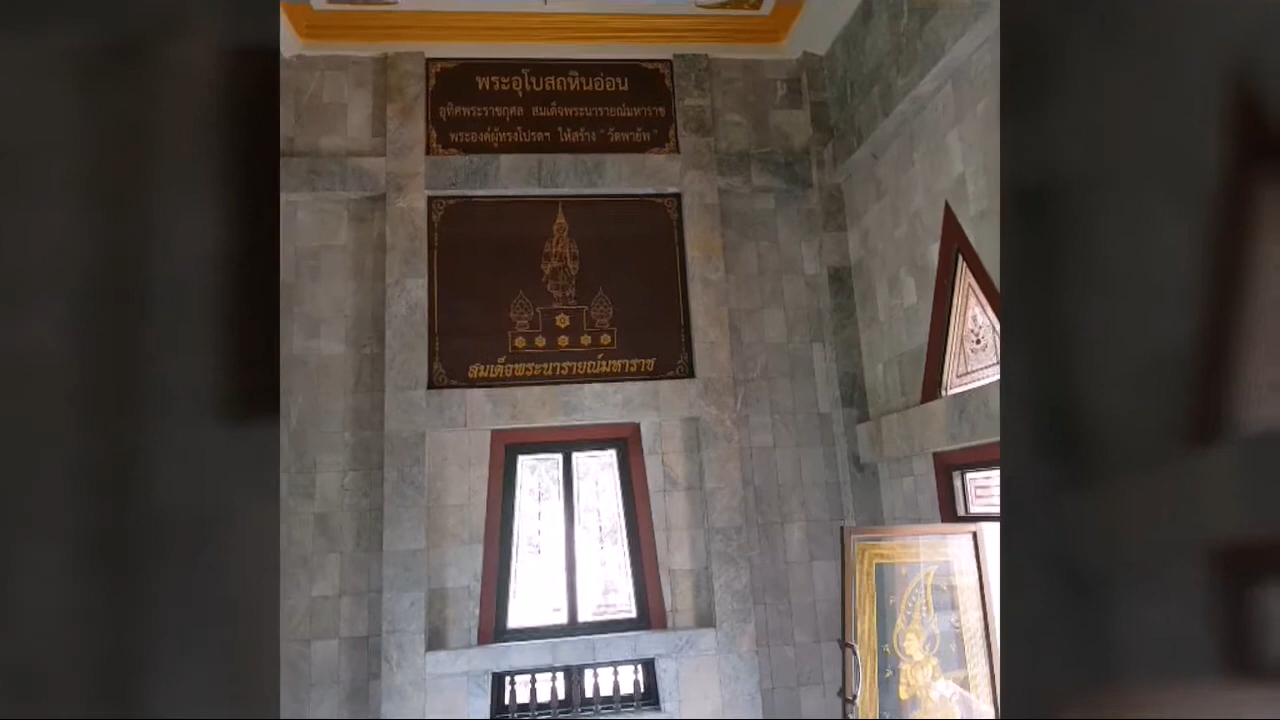 พระอุโบสถหินอ่อน
อุทิศพระราชกุศล สมเด็จพระนารายณ์มหาราช
พระองค์ผู้ทรงโปรดฯ ให้สร้าง "วัดพายัพ"
สมเด็จพระนารายณ์มหาราช